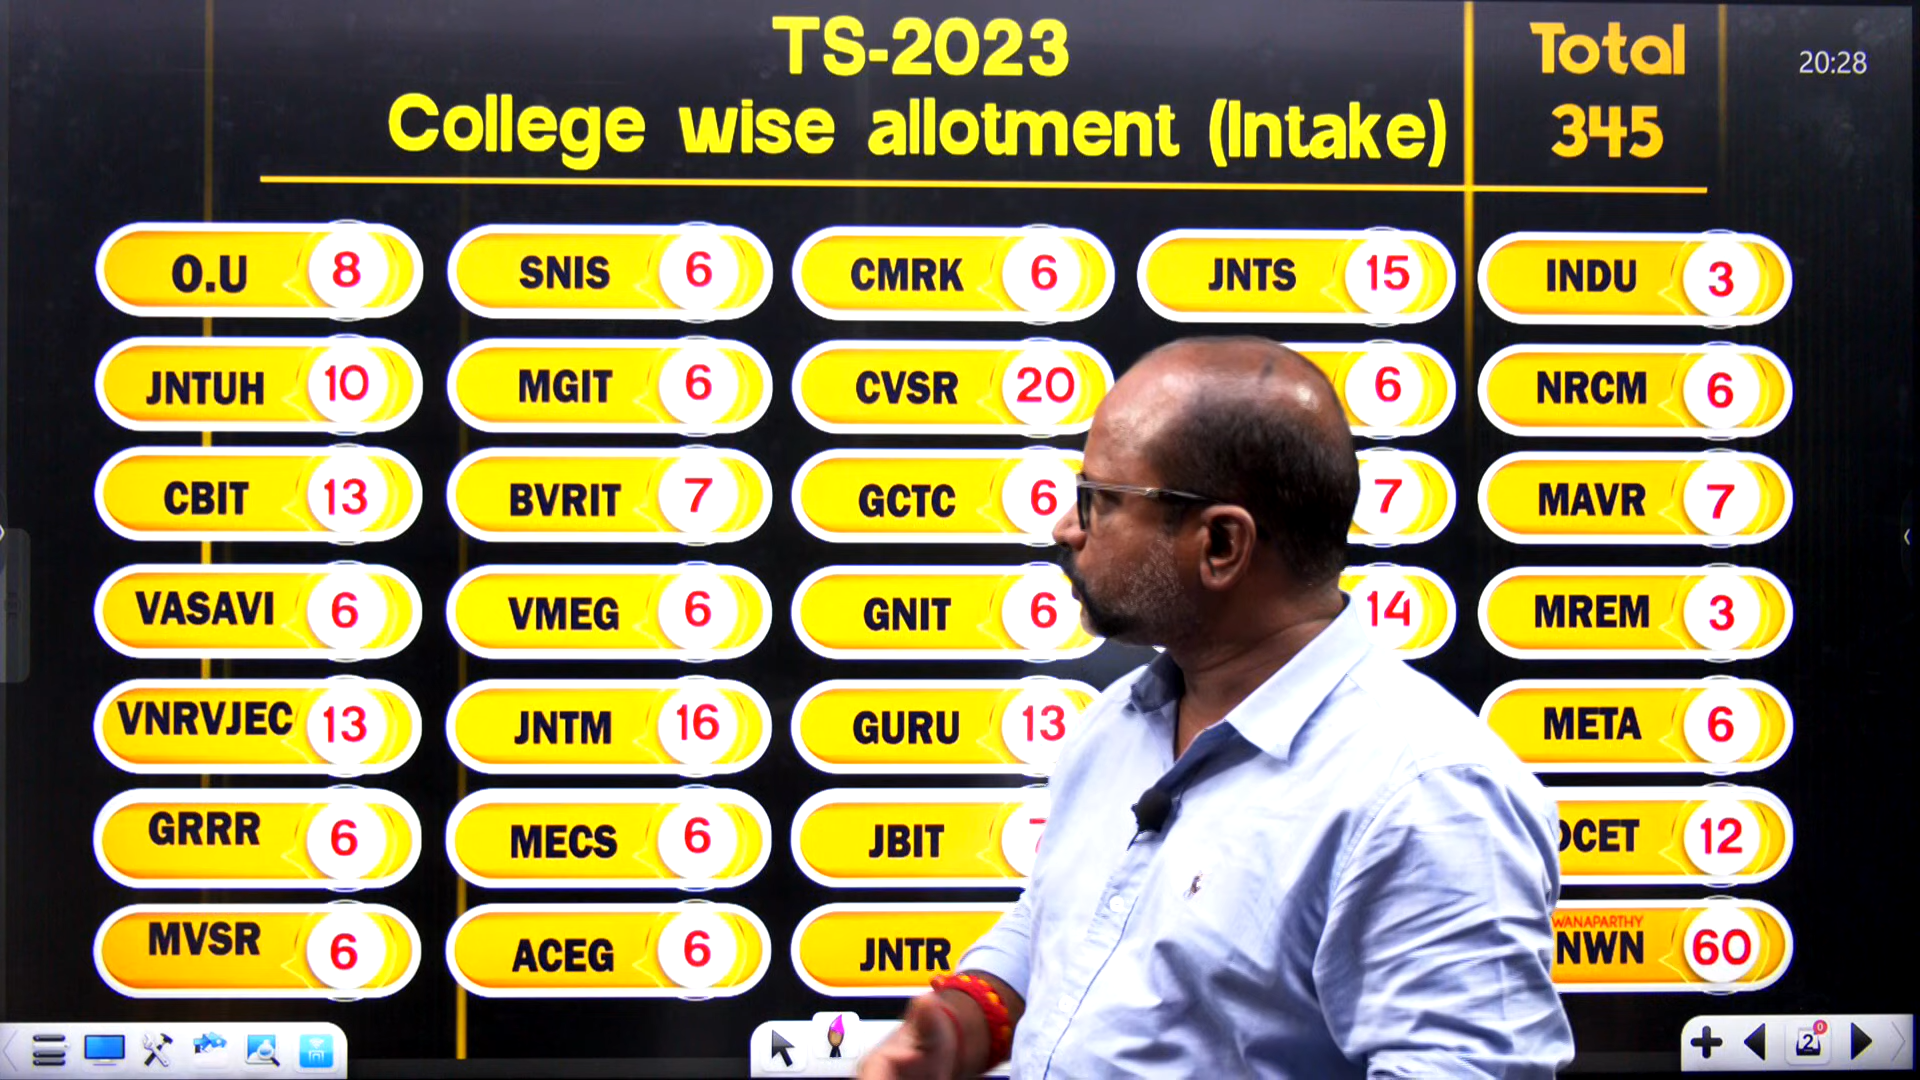 TS-2023
College wise allotment (Intake)
Total
345
20:28
O.U 8
SNIS 6
CMRK 6
JNTS 15
INDU 3
JNTUH 10
MGIT 6
CVSR 20
6
NRCM 6
CBIT 13
BVRIT 7
GCTC 6
7
MAVR 7
VASAVI 6
VMEG 6
GNIT 6
14
MREM 3
VNRVJEC 13
JNTM 16
GURU 13
META 6
GRRR 6
MECS 6
JBIT
CET 12
MVSR 6
ACEG 6
JNTR
WANAPARTHY
NWN 60
2
0